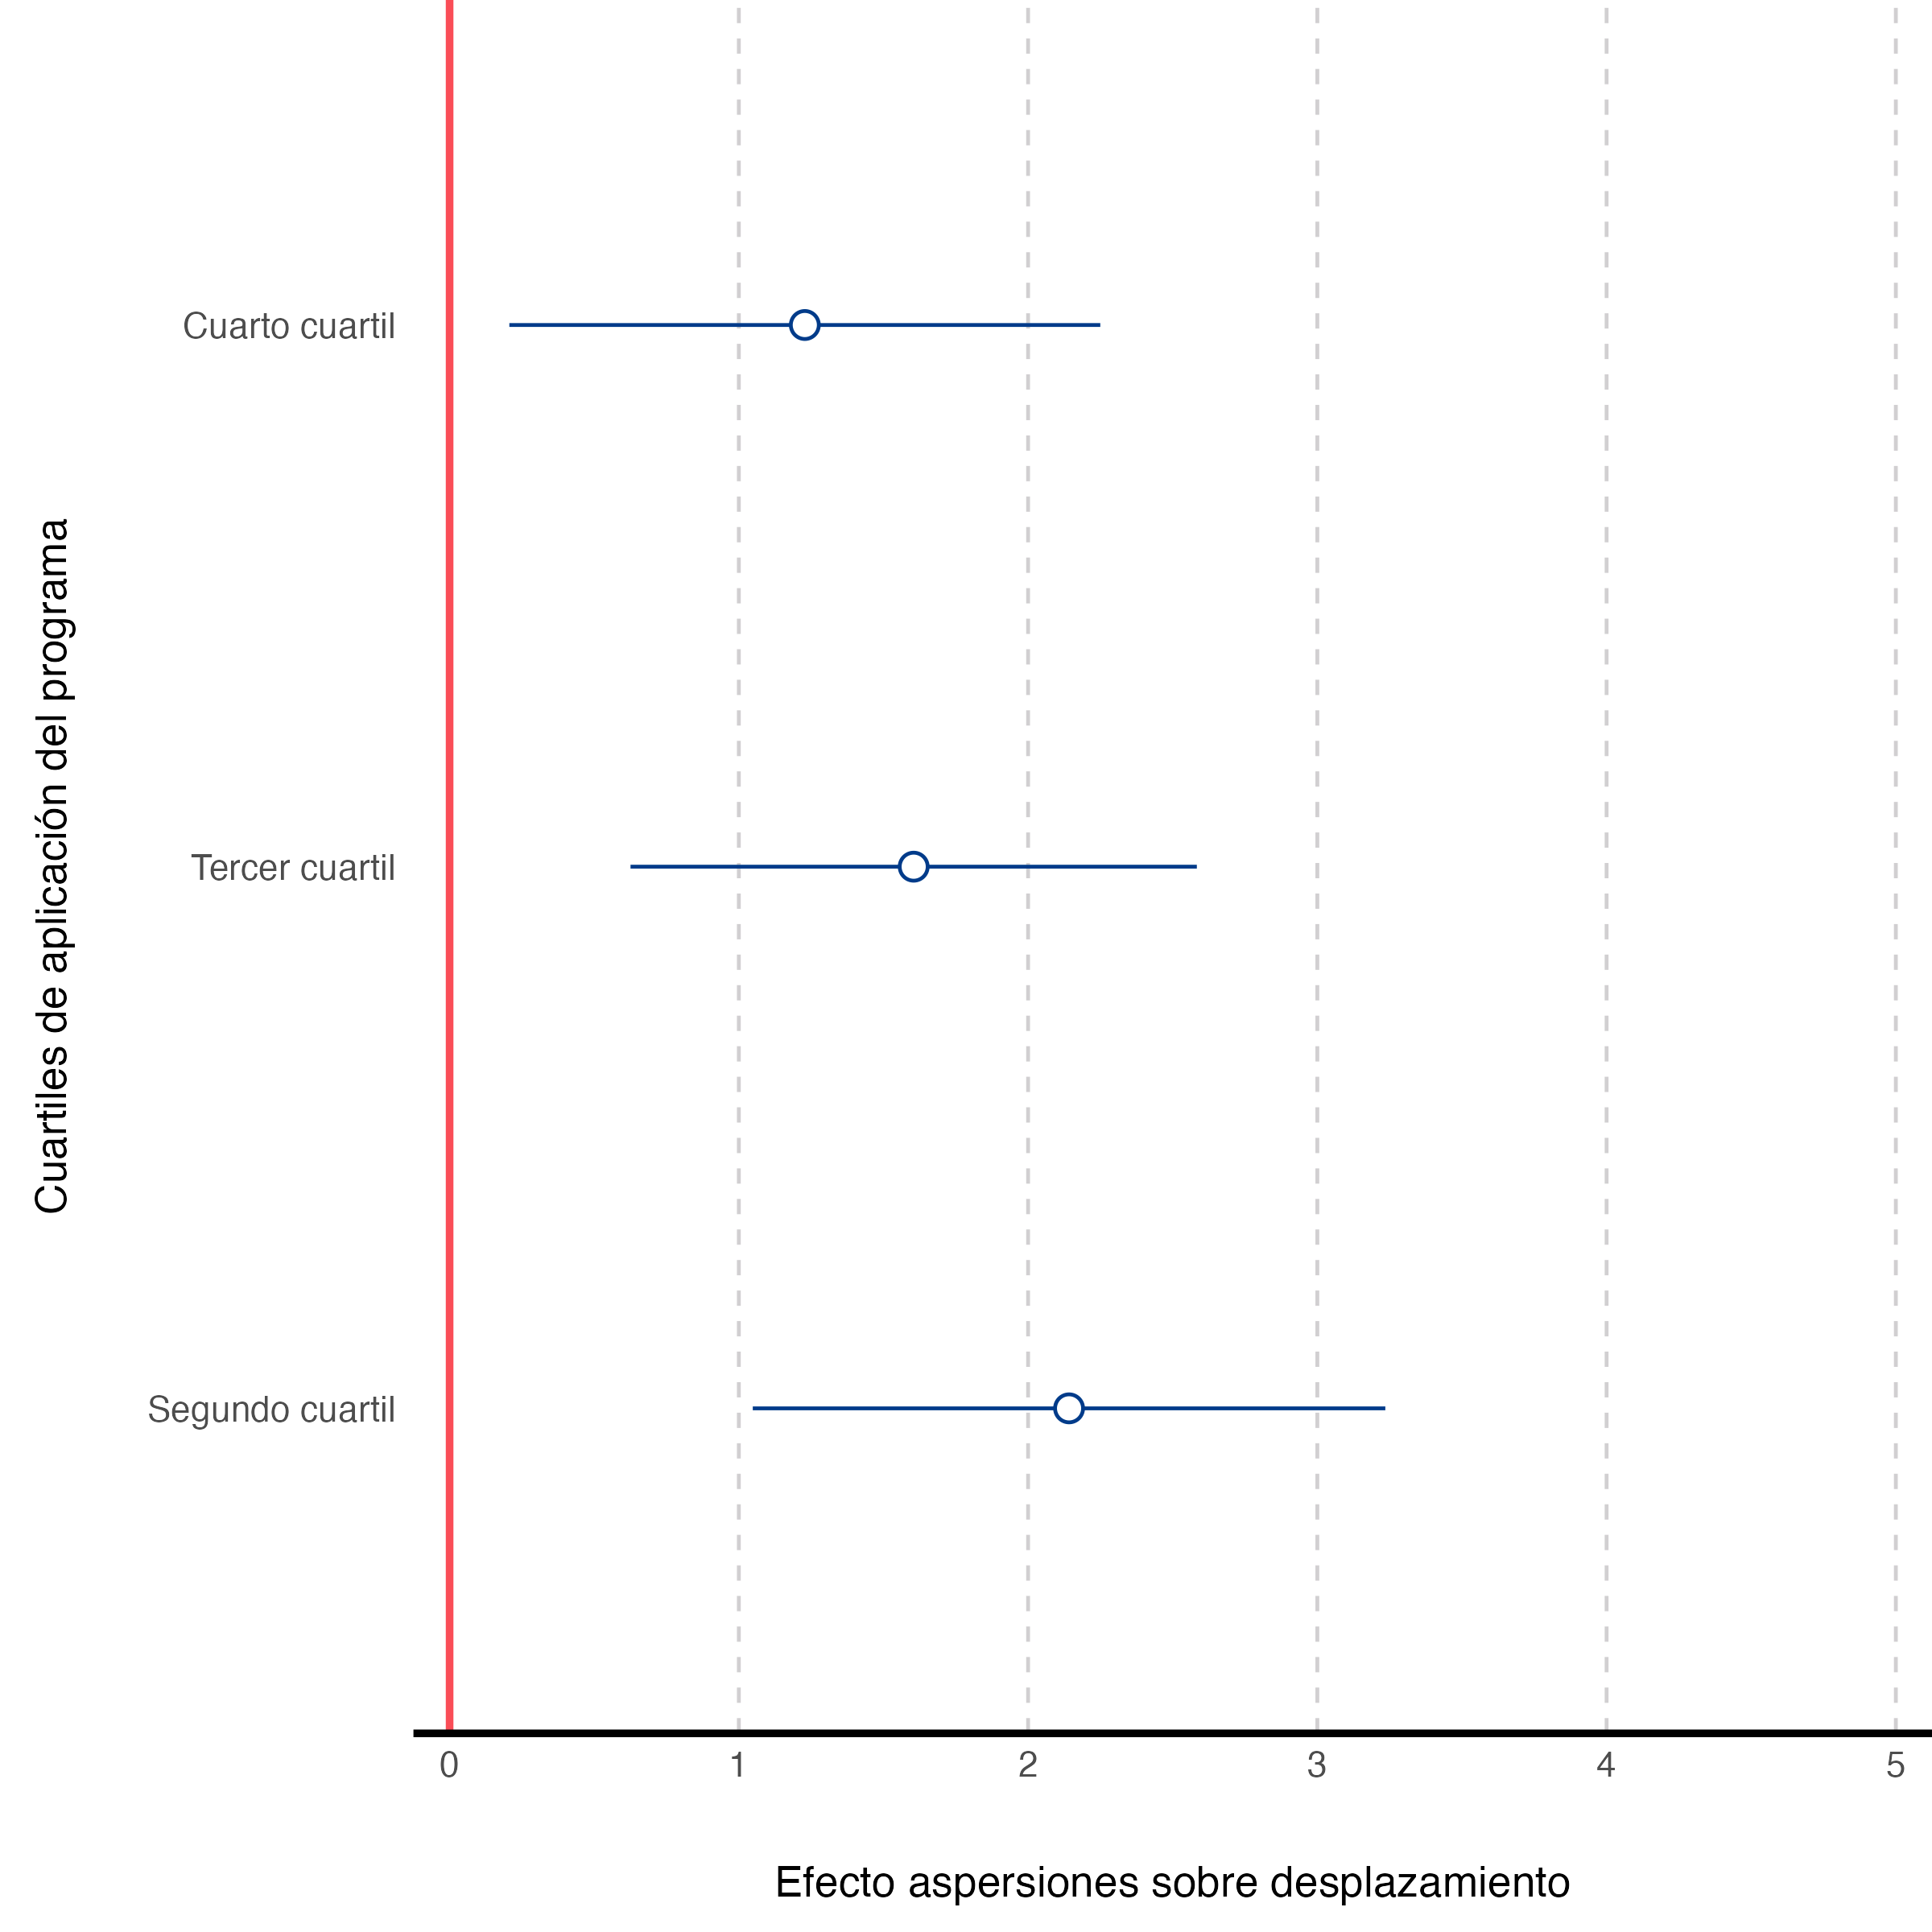 Cuartiles de aplicación del programa
Cuarto cuartil
Tercer cuartil
Segundo cuartil
0 1 2 3 4 5
Efecto aspersiones sobre desplazamiento